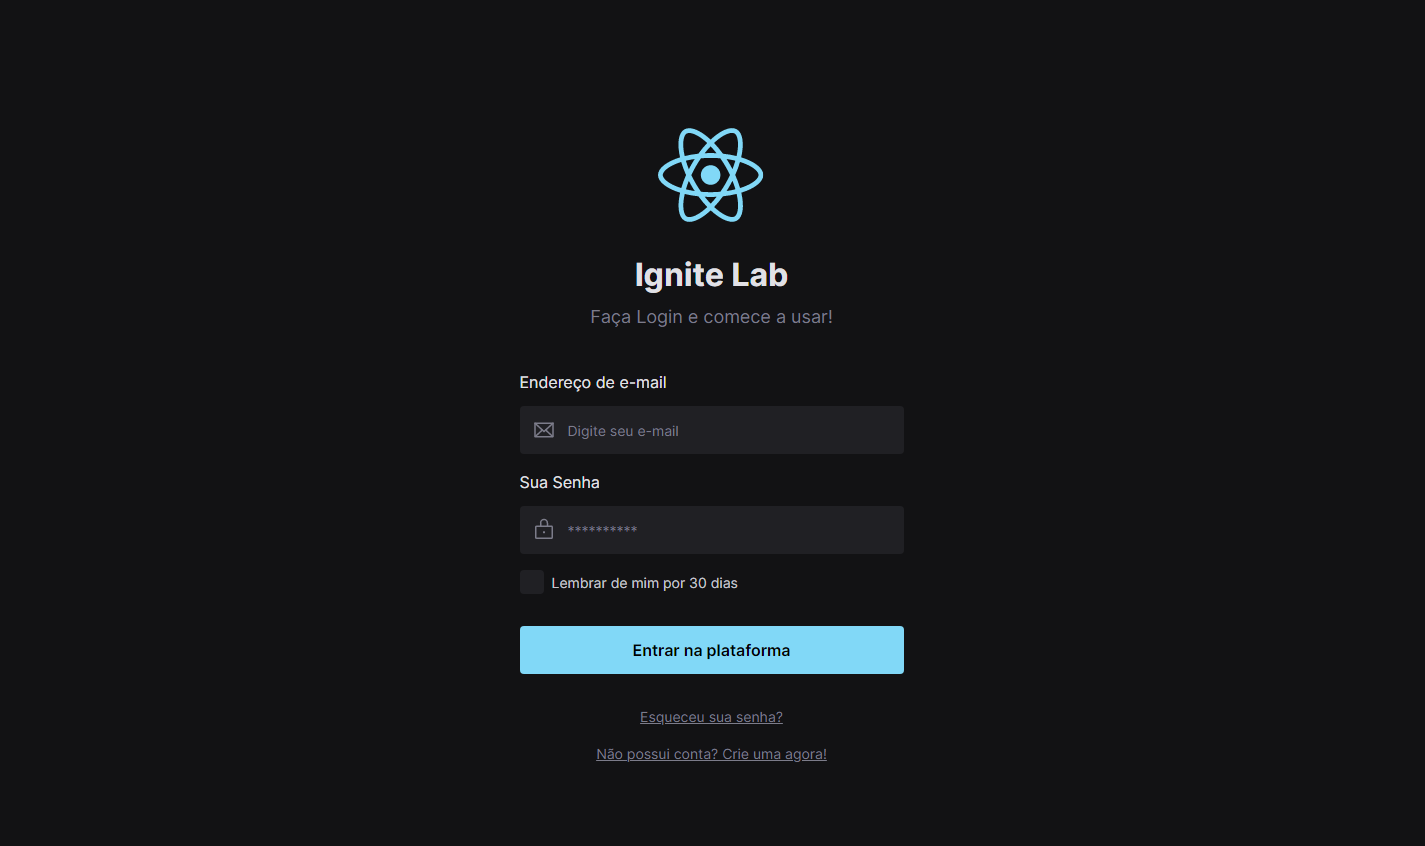 Ignite Lab
Faça Login e comece a usar!
Endereço de e-mail
Digite seu e-mail
Sua Senha
**********
Lembrar de mim por 30 dias
Entrar na plataforma
Esqueceu sua senha?
Não possui conta? Crie uma agora!